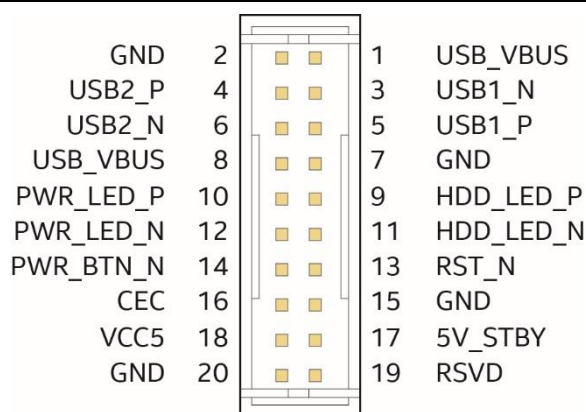 GND 2 1 USB_VBUS
USB2_P 4 3 USB1_N
USB2_N 6 5 USB1_P
USB_VBUS 8 7 GND
PWR_LED_P 10 9 HDD_LED_P
PWR_LED_N 12 11 HDD_LED_N
PWR_BTN_N 14 13 RST_N
CEC 16 15 GND
VCC5 18 17 5V_STBY
GND 20 19 RSVD